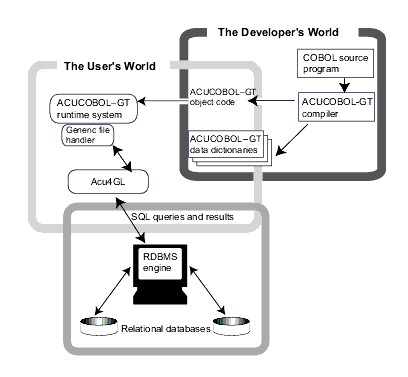 The Developer's World
The User's World
COBOL source
program
ACUCOBOL–GT
object code
ACUCOBOL-GT
compiler
ACUCOBOL–GT
runtime system
Generic file
handler
ACUCOBOL–GT
data dictionaries
Acu4GL
SQL queries and results
RDBMS
engine
Relational databases